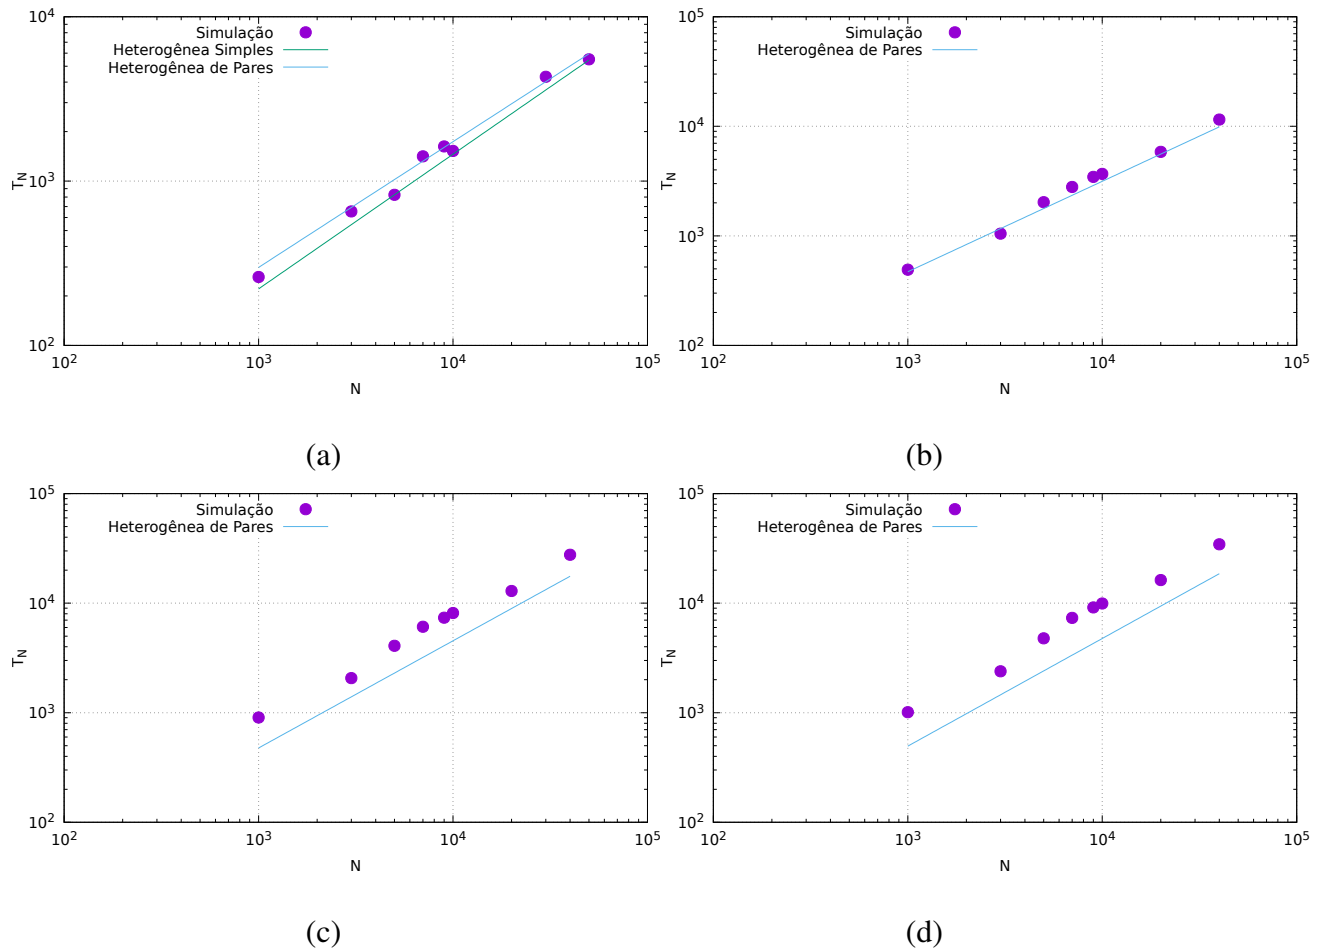 10^4
Simulação
Heterogênea Simples
Heterogênea de Pares
10^3
T_N
10^2
10^2 10^3 10^4 10^5
N
(a)
10^5
Simulação
Heterogênea de Pares
10^4
T_N
10^3
10^2
10^2 10^3 10^4 10^5
N
(b)
10^5
Simulação
Heterogênea de Pares
10^4
T_N
10^3
10^2
10^2 10^3 10^4 10^5
N
(c)
10^5
Simulação
Heterogênea de Pares
10^4
T_N
10^3
10^2
10^2 10^3 10^4 10^5
N
(d)